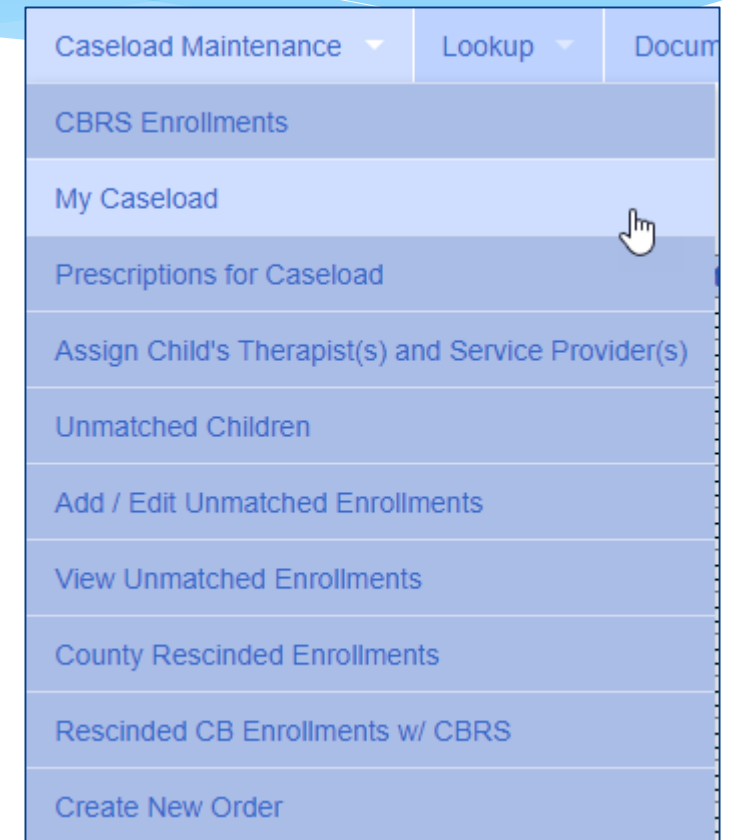 Caseload Maintenance Lookup
CBRS Enrollments
My Caseload
Prescriptions for Caseload
Assign Child's Therapist(s) and Service Provider(s)
Unmatched Children
Add / Edit Unmatched Enrollments
View Unmatched Enrollments
County Rescinded Enrollments
Rescinded CB Enrollments w/ CBRS
Create New Order